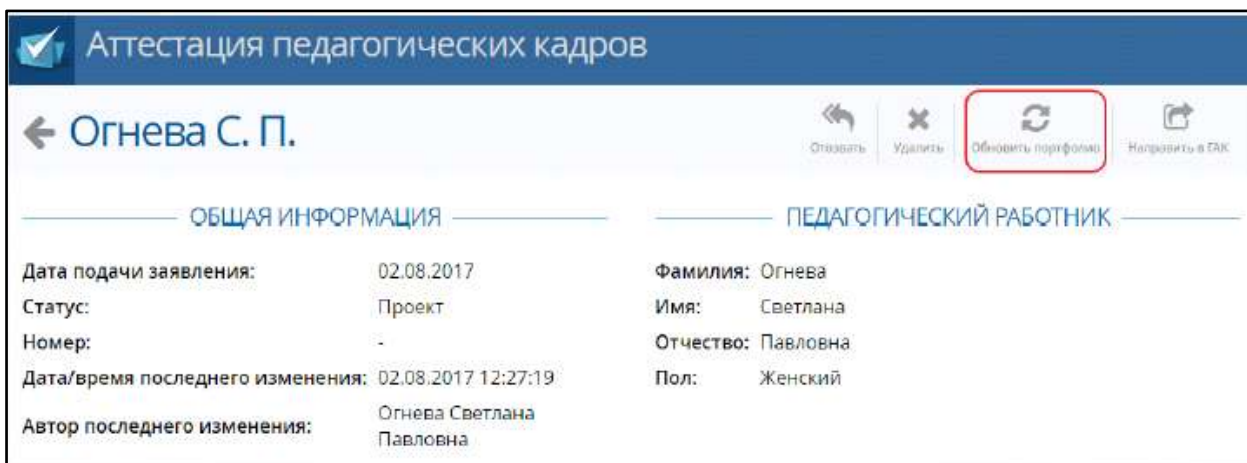 Аттестация педагогических кадров
Огнева С. П.
Отозвать
Удалить
Обновить портфолио
Направить в ГАК
ОБЩАЯ ИНФОРМАЦИЯ
Дата подачи заявления: 02.08.2017
Статус: Проект
Номер: -
Дата/время последнего изменения: 02.08.2017 12:27:19
Автор последнего изменения: Огнева Светлана
Павловна
ПЕДАГОГИЧЕСКИЙ РАБОТНИК
Фамилия: Огнева
Имя: Светлана
Отчество: Павловна
Пол: Женский